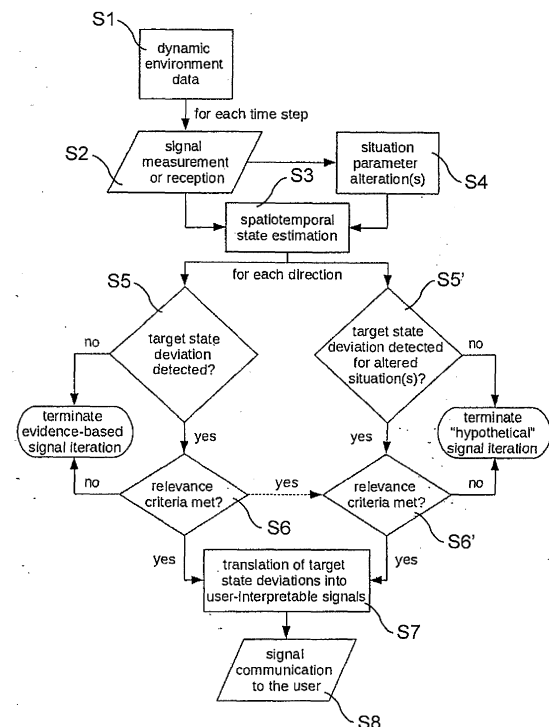 S1
dynamic
environment
data
for each time step
S2
signal
measurement
or reception
situation
parameter
alteration(s)
S4
S3
spatiotemporal
state estimation
for each direction
S5
S5'
target state
deviation
detected?
no
target state
deviation detected
for altered
situation(s)?
no
terminate
evidence-based
signal iteration
terminate
"hypothetical"
signal iteration
yes
yes
no
relevance
criteria met?
yes
relevance
criteria met?
no
S6
S6'
yes
yes
translation of target
state deviations into
user-interpretable signals
S7
signal
communication
to the user
S8